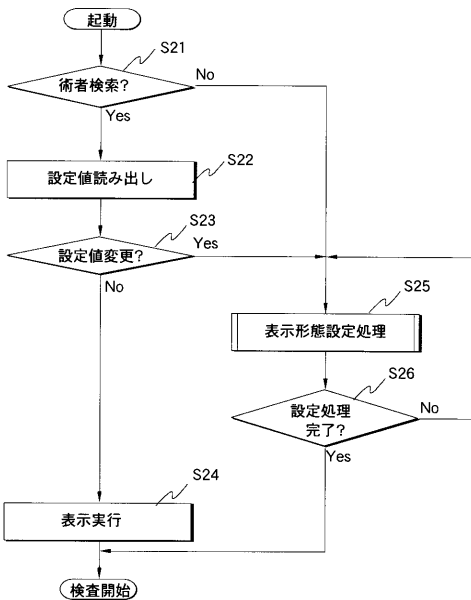 起動
S21
術者検索?
No
Yes
S22
設定値読み出し
S23
設定値変更?
Yes
No
S25
表示形態設定処理
S26
設定処理
完了?
No
Yes
S24
表示実行
検査開始